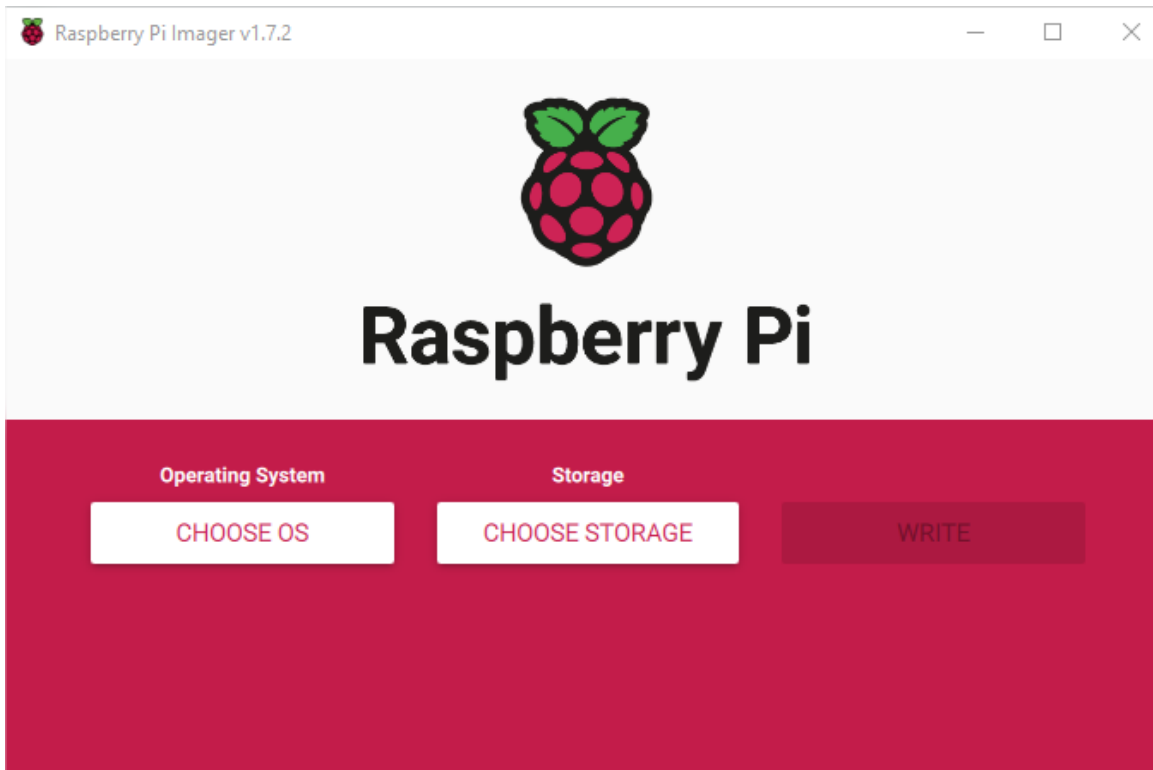 Raspberry Pi Imager v1.7.2
Raspberry Pi
Operating System
Storage
CHOOSE OS
CHOOSE STORAGE
WRITE